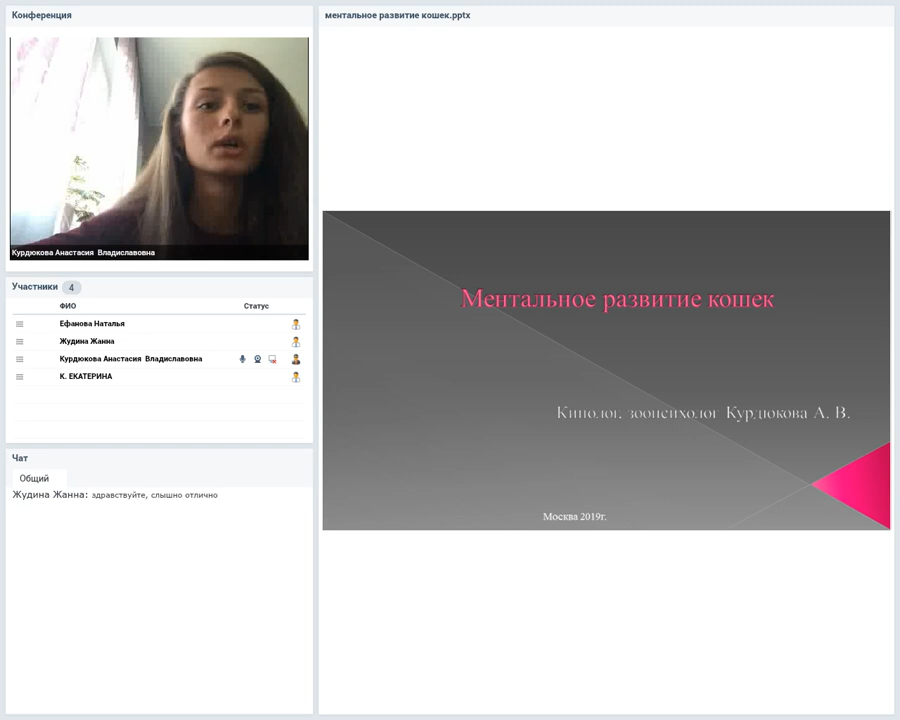 Конференция
Курдюкова Анастасия Владиславовна
Участники 4
ФИО Статус
Ефанова Наталья
Жудина Жанна
Курдюкова Анастасия Владиславовна
К. ЕКАТЕРИНА
Чат
Общий
Жудина Жанна: здравствуйте, слышно отлично
ментальное развитие кошек.pptx
Ментальное развитие кошек
Кинолог, зоопсихолог Курдюкова А. В.
Москва 2019г.